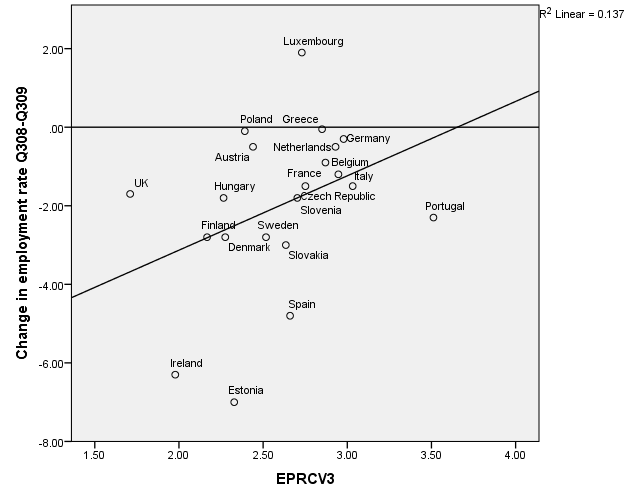 R² Linear = 0.137
Change in employment rate Q308-Q309
2.00
.00
-2.00
-4.00
-6.00
-8.00
Luxembourg
Poland
Greece
Germany
Netherlands
Austria
Belgium
France
Italy
UK
Hungary
Czech Republic
Slovenia
Portugal
Finland
Sweden
Denmark
Slovakia
Spain
Ireland
Estonia
1.50 2.00 2.50 3.00 3.50 4.00
EPRCV3